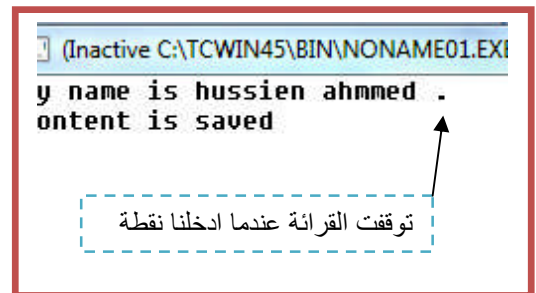 (Inactive C:\TCWIN45\BIN\NONAME01.EXE
y name is hussien ahmmed .
ontent is saved
توقفت القرائة عندما ادخلنا نقطة